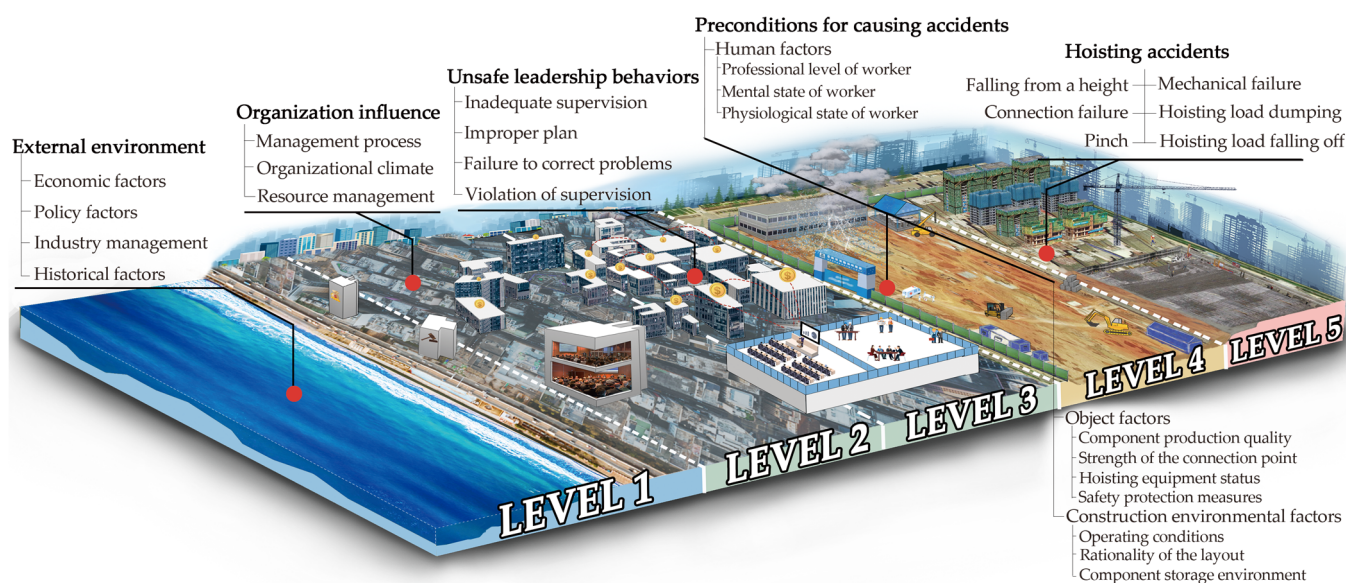 External environment
Economic factors
Policy factors
Industry management
Historical factors
Organization influence
Management process
Organizational climate
Resource management
Unsafe leadership behaviors
Inadequate supervision
Improper plan
Failure to correct problems
Violation of supervision
Preconditions for causing accidents
Human factors
Professional level of worker
Mental state of worker
Physiological state of worker
Object factors
Component production quality
Strength of the connection point
Hoisting equipment status
Safety protection measures
Construction environmental factors
Operating conditions
Rationality of the layout
Component storage environment
Hoisting accidents
Falling from a height
Connection failure
Pinch
Mechanical failure
Hoisting load dumping
Hoisting load falling off
LEVEL 1
LEVEL 2
LEVEL 3
LEVEL 4
LEVEL 5